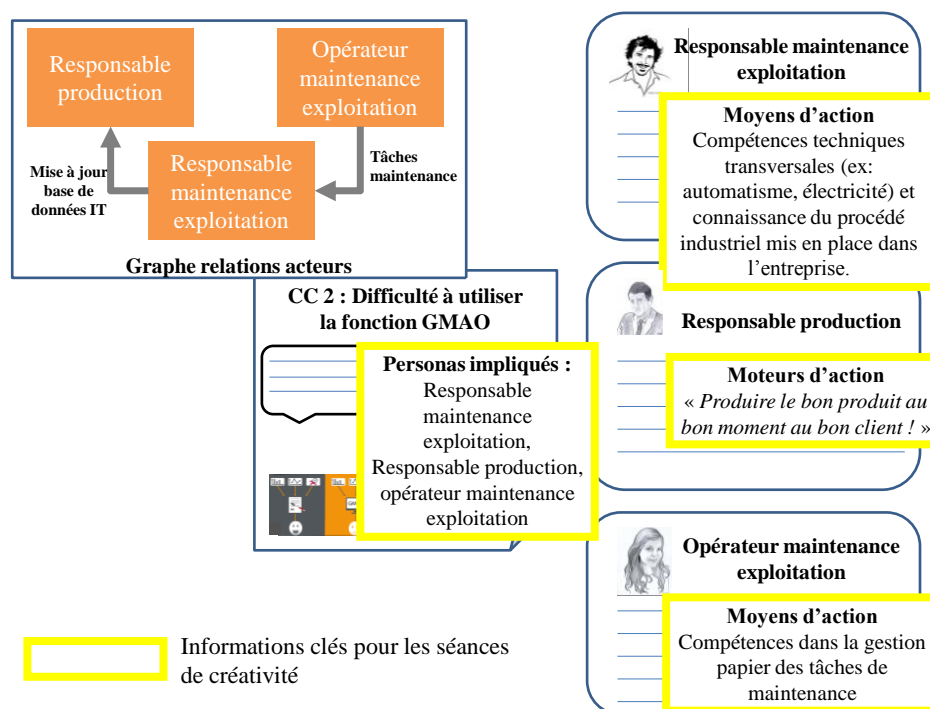 Responsable
production
Opérateur
maintenance
exploitation
Mise à jour
base de
données IT
Responsable
maintenance
exploitation
Tâches
maintenance
Graphe relations acteurs
CC 2 : Difficulté à utiliser
la fonction GMAO
Personas impliqués :
Responsable
maintenance
exploitation,
Responsable production,
opérateur maintenance
exploitation
Responsable maintenance
exploitation
Moyens d’action
Compétences techniques
transversales (ex:
automatisme, électricité) et
connaissance du procédé
industriel mis en place dans
l’entreprise.
Responsable production
Moteurs d’action
« Produire le bon produit au
bon moment au bon client ! »
Opérateur maintenance
exploitation
Moyens d’action
Compétences dans la gestion
papier des tâches de
maintenance
Informations clés pour les séances
de créativité